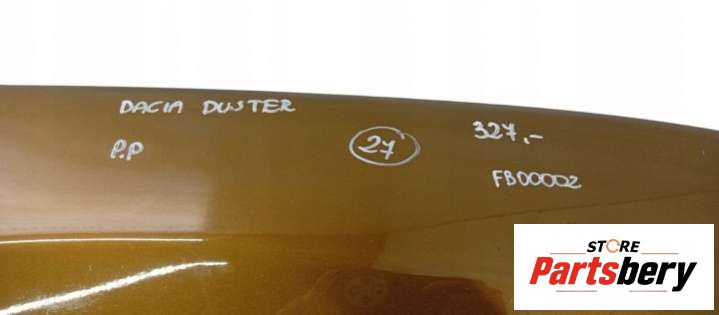 DACIA DUSTER
P.P
27
327,-
FB00002
STORE
Partsbery